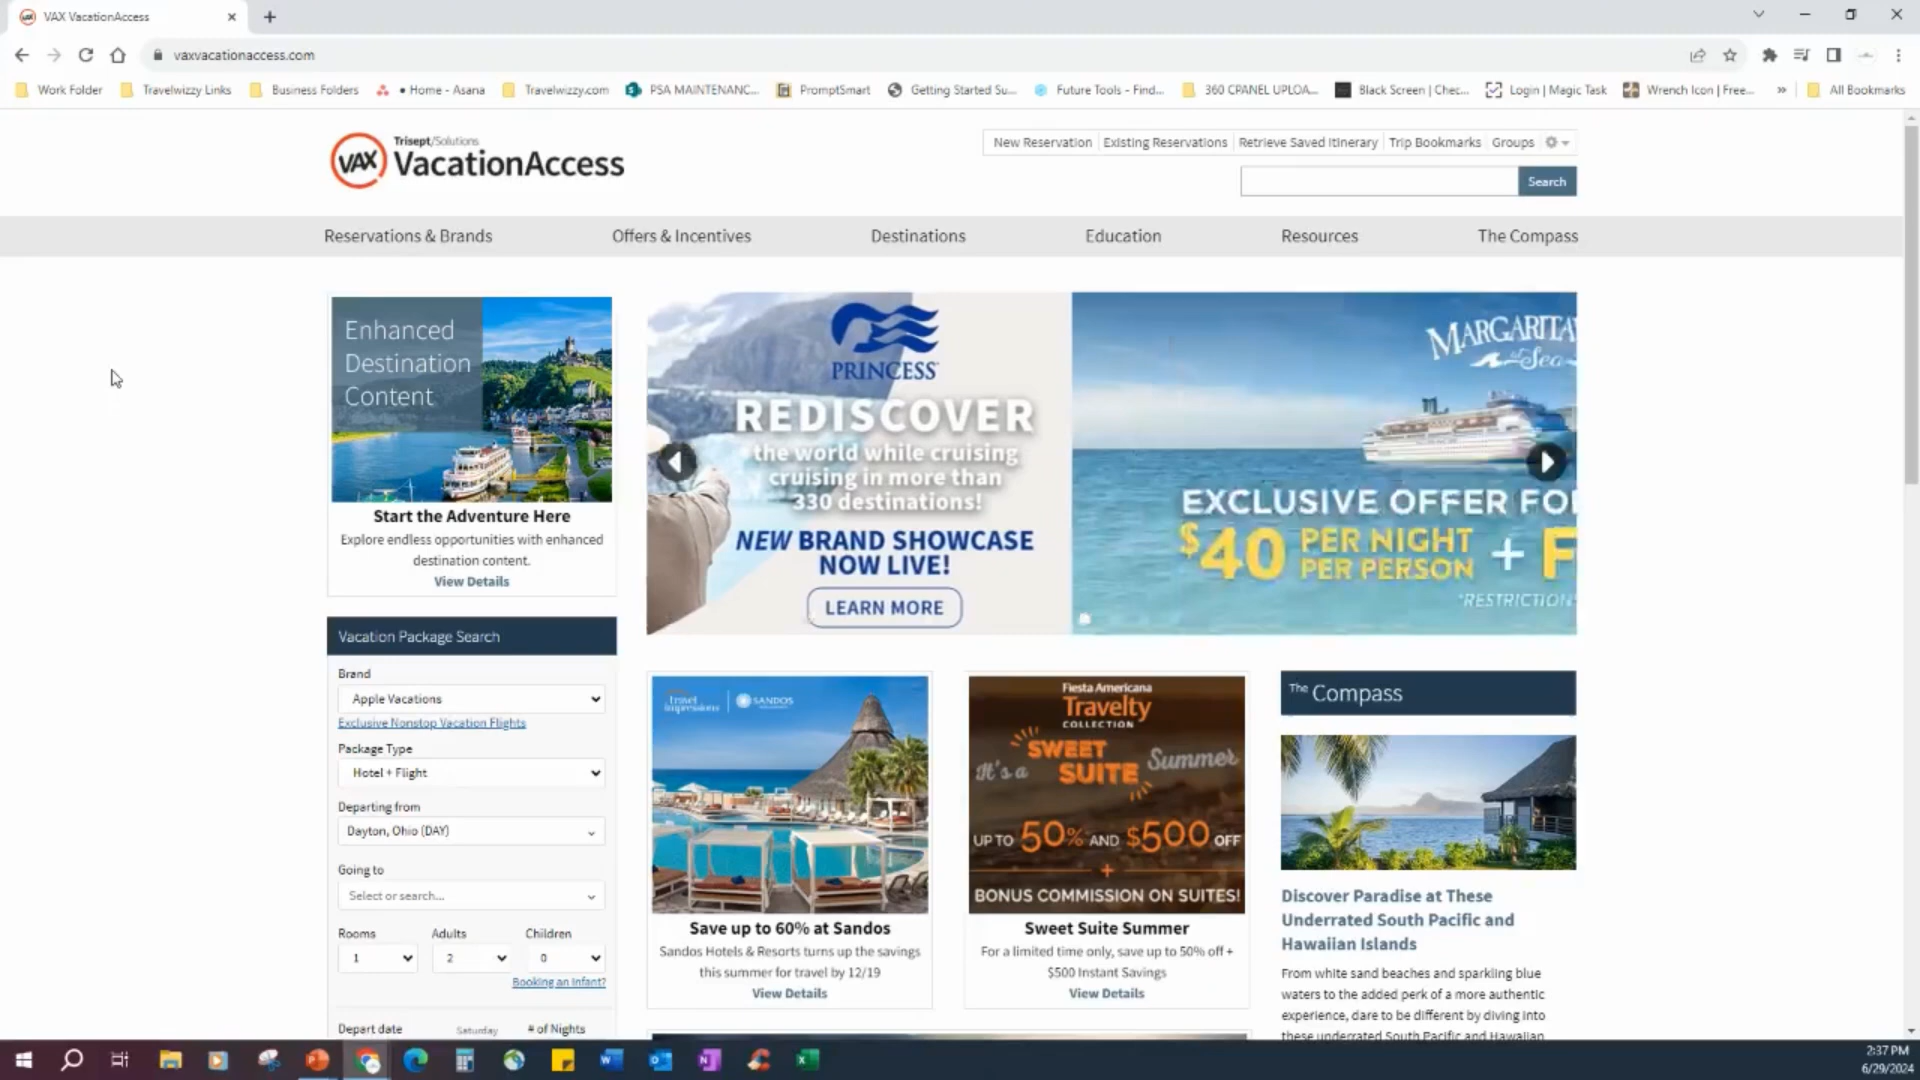 VAX VacationAccess
vaxvacationaccess.com
Work Folder
Travelwizzy Links
Business Folders
• Home - Asana
Travelwizzy.com
PSA MAINTENANC...
PromptSmart
Getting Started Su...
Future Tools - Find...
360 CPANEL UPLOA...
Black Screen | Chec...
Login | Magic Task
Wrench Icon | Free...
»
All Bookmarks
VAX
Trisept/Solutions
VacationAccess
New Reservation
Existing Reservations
Retrieve Saved Itinerary
Trip Bookmarks
Groups
Search
Reservations & Brands
Offers & Incentives
Destinations
Education
Resources
The Compass
Enhanced
Destination
Content
Start the Adventure Here
Explore endless opportunities with enhanced
destination content.
View Details
PRINCESS
REDISCOVER
the world while cruising
cruising in more than
330 destinations!
NEW BRAND SHOWCASE
NOW LIVE!
LEARN MORE
MARGARITA
at Sea
EXCLUSIVE OFFER FO
$40 PER NIGHT
PER PERSON + F
*RESTRICTION
Vacation Package Search
Brand
Apple Vacations
Exclusive Nonstop Vacation Flights
Package Type
Hotel + Flight
Departing from
Dayton, Ohio (DAY)
Going to
Select or search...
Rooms
Adults
Children
1
2
0
Booking an Infant?
Depart date
Saturday
# of Nights
travel
impressions
SANDOS
Save up to 60% at Sandos
Sandos Hotels & Resorts turns up the savings
this summer for travel by 12/19
View Details
Fiesta Americana
Travelty
COLLECTION
It's a SWEET
SUITE Summer
UP TO 50% AND $500 OFF
+
BONUS COMMISSION ON SUITES!
Sweet Suite Summer
For a limited time only, save up to 50% off +
$500 Instant Savings
View Details
The Compass
Discover Paradise at These
Underrated South Pacific and
Hawaiian Islands
From white sand beaches and sparkling blue
waters to the added perk of a more authentic
experience, dare to be different by diving into
these underrated South Pacific and Hawaiian
2:37 PM
6/29/2024